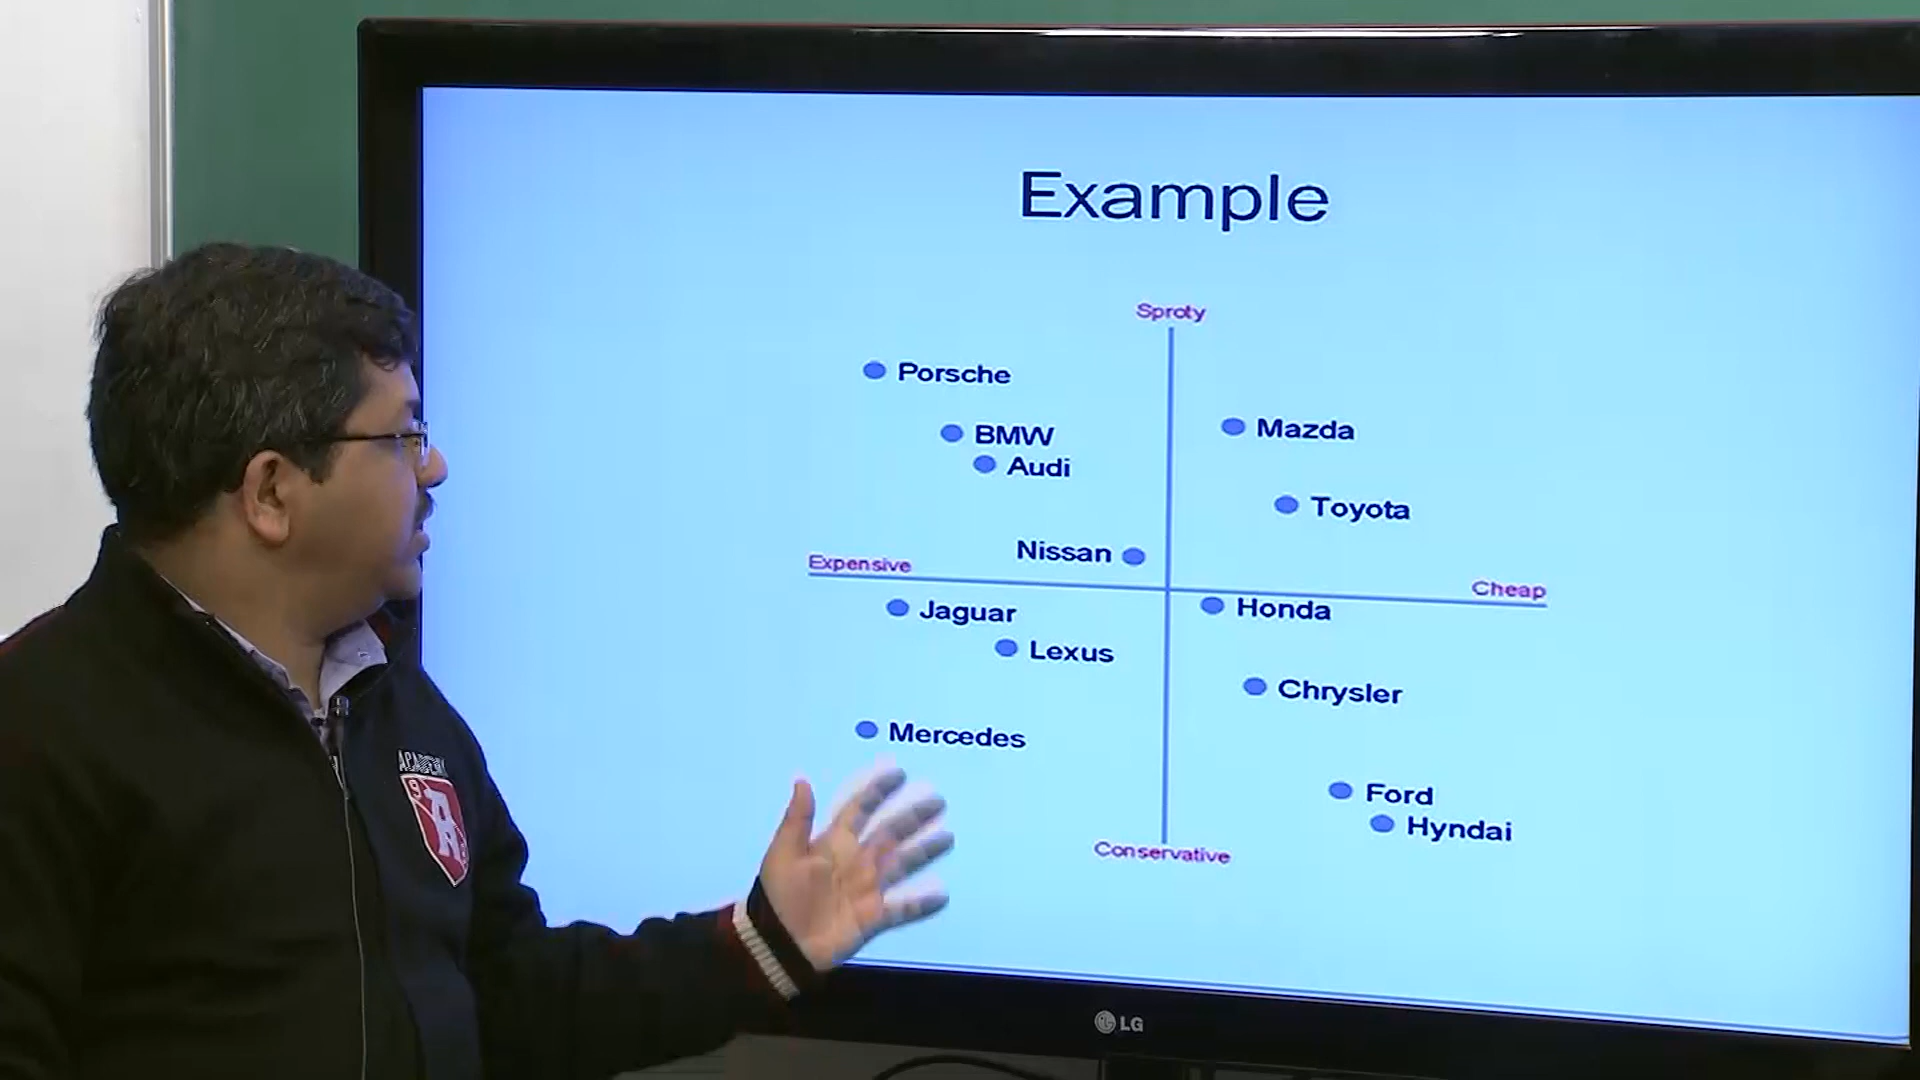 Example
Sproty
Porsche
BMW
Audi
Mazda
Toyota
Nissan
Expensive
Cheap
Jaguar
Honda
Lexus
Chrysler
Mercedes
Ford
Hyndai
Conservative
LG